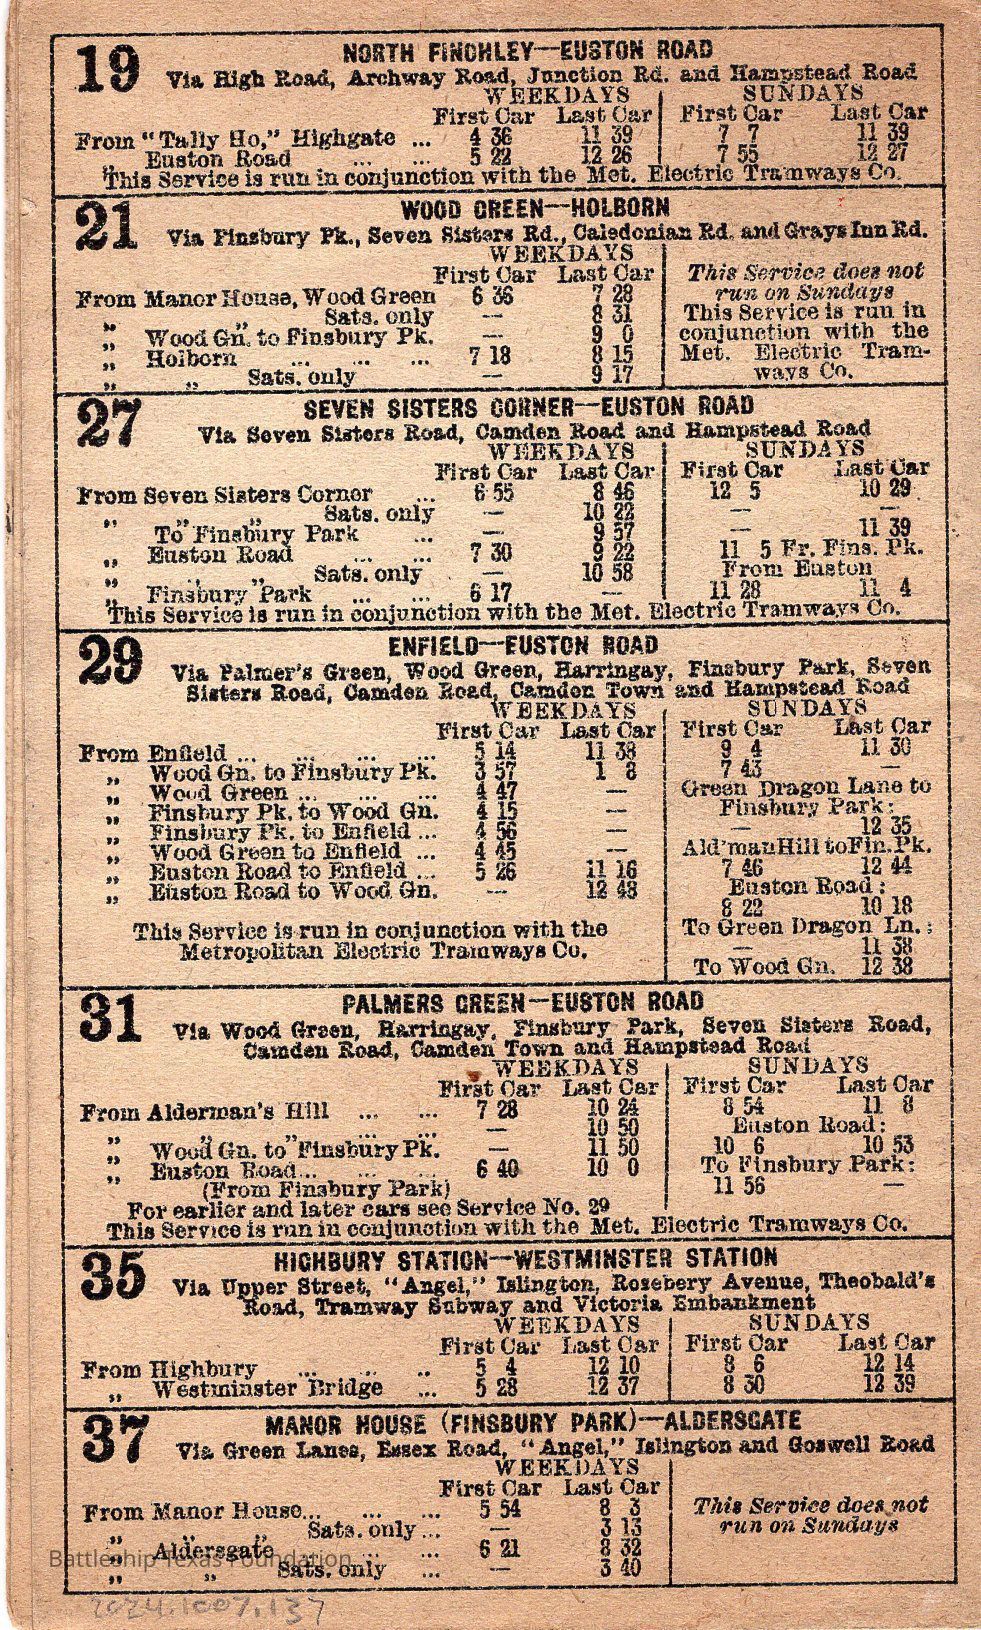 19 NORTH FINCHLEY—EUSTON ROAD
Via High Road, Archway Road, Junction Rd. and Hampstead Road
WEEKDAYS SUNDAYS
First Car Last Car First Car Last Car
From "Tally Ho," Highgate ... 4 36 11 39 7 7 11 39
„ Euston Road ... ... 5 22 12 26 7 55 12 27
This Service is run in conjunction with the Met. Electric Tramways Co.
21 WOOD GREEN—HOLBORN
Via Finsbury Pk., Seven Sisters Rd., Caledonian Rd. and Grays Inn Rd.
WEEKDAYS
First Car Last Car This Service does not
From Manor House, Wood Green 6 36 7 28 run on Sundays
„ „ Sats. only — 8 31 This Service is run in
„ Wood Gn. to Finsbury Pk. — 9 0 conjunction with the
„ Holborn ... ... ... 7 18 8 15 Met. Electric Tram-
„ „ Sats. only — 9 17 ways Co.
27 SEVEN SISTERS CORNER—EUSTON ROAD
Via Seven Sisters Road, Camden Road and Hampstead Road
WEEKDAYS SUNDAYS
First Car Last Car First Car Last Car
From Seven Sisters Corner ... 6 55 8 46 12 5 10 29
„ „ „ Sats. only — 10 22 — —
„ To Finsbury Park ... — 9 57 — 11 39
„ Euston Road ... ... 7 30 9 22 11 5 Fr. Fins. Pk.
„ „ Sats. only — 10 58 From Euston
„ Finsbury Park ... ... 6 17 — 11 28 11 4
This Service is run in conjunction with the Met. Electric Tramways Co.
29 ENFIELD—EUSTON ROAD
Via Palmer's Green, Wood Green, Harringay, Finsbury Park, Seven
Sisters Road, Camden Road, Camden Town and Hampstead Road
WEEKDAYS SUNDAYS
First Car Last Car First Car Last Car
From Enfield ... ... ... ... 5 14 11 38 9 4 11 30
„ Wood Gn. to Finsbury Pk. 3 57 1 8 7 43 —
„ Wood Green ... ... ... 4 47 — Green Dragon Lane to
„ Finsbury Pk. to Wood Gn. 4 15 — Finsbury Park:
„ Finsbury Pk. to Enfield ... 4 56 — — 12 35
„ Wood Green to Enfield ... 4 45 — Ald'man Hill to Fin. Pk.
„ Euston Road to Enfield ... 5 26 11 16 7 46 12 44
„ Euston Road to Wood Gn. — 12 48 Euston Road:
8 22 10 18
This Service is run in conjunction with the To Green Dragon Ln.:
Metropolitan Electric Tramways Co. — 11 38
To Wood Gn. 12 38
31 PALMERS GREEN—EUSTON ROAD
Via Wood Green, Harringay, Finsbury Park, Seven Sisters Road,
Camden Road, Camden Town and Hampstead Road
WEEKDAYS SUNDAYS
First Car Last Car First Car Last Car
From Alderman's Hill ... ... 7 28 10 24 8 54 11 8
„ „ „ ... ... — 10 50 Euston Road:
„ Wood Gn. to Finsbury Pk. — 11 50 10 6 10 53
„ Euston Road... ... ... 6 40 10 0 To Finsbury Park:
(From Finsbury Park) 11 56 —
For earlier and later cars see Service No. 29
This Service is run in conjunction with the Met. Electric Tramways Co.
35 HIGHBURY STATION—WESTMINSTER STATION
Via Upper Street, "Angel," Islington, Rosebery Avenue, Theobald's
Road, Tramway Subway and Victoria Embankment
WEEKDAYS SUNDAYS
First Car Last Car First Car Last Car
From Highbury ... .. .. 5 4 12 10 8 6 12 14
„ Westminster Bridge ... 5 28 12 37 8 30 12 39
37 MANOR HOUSE (FINSBURY PARK)—ALDERSGATE
Via Green Lanes, Essex Road, "Angel," Islington and Goswell Road
WEEKDAYS
First Car Last Car
From Manor House... ... ... 5 54 8 3 This Service does not
„ „ „ Sats. only ... — 3 13 run on Sundays
„ Aldersgate ... ... 6 21 8 32
„ „ Sats. only ... — 3 40
Battleship Texas Foundation
2024.1007.137